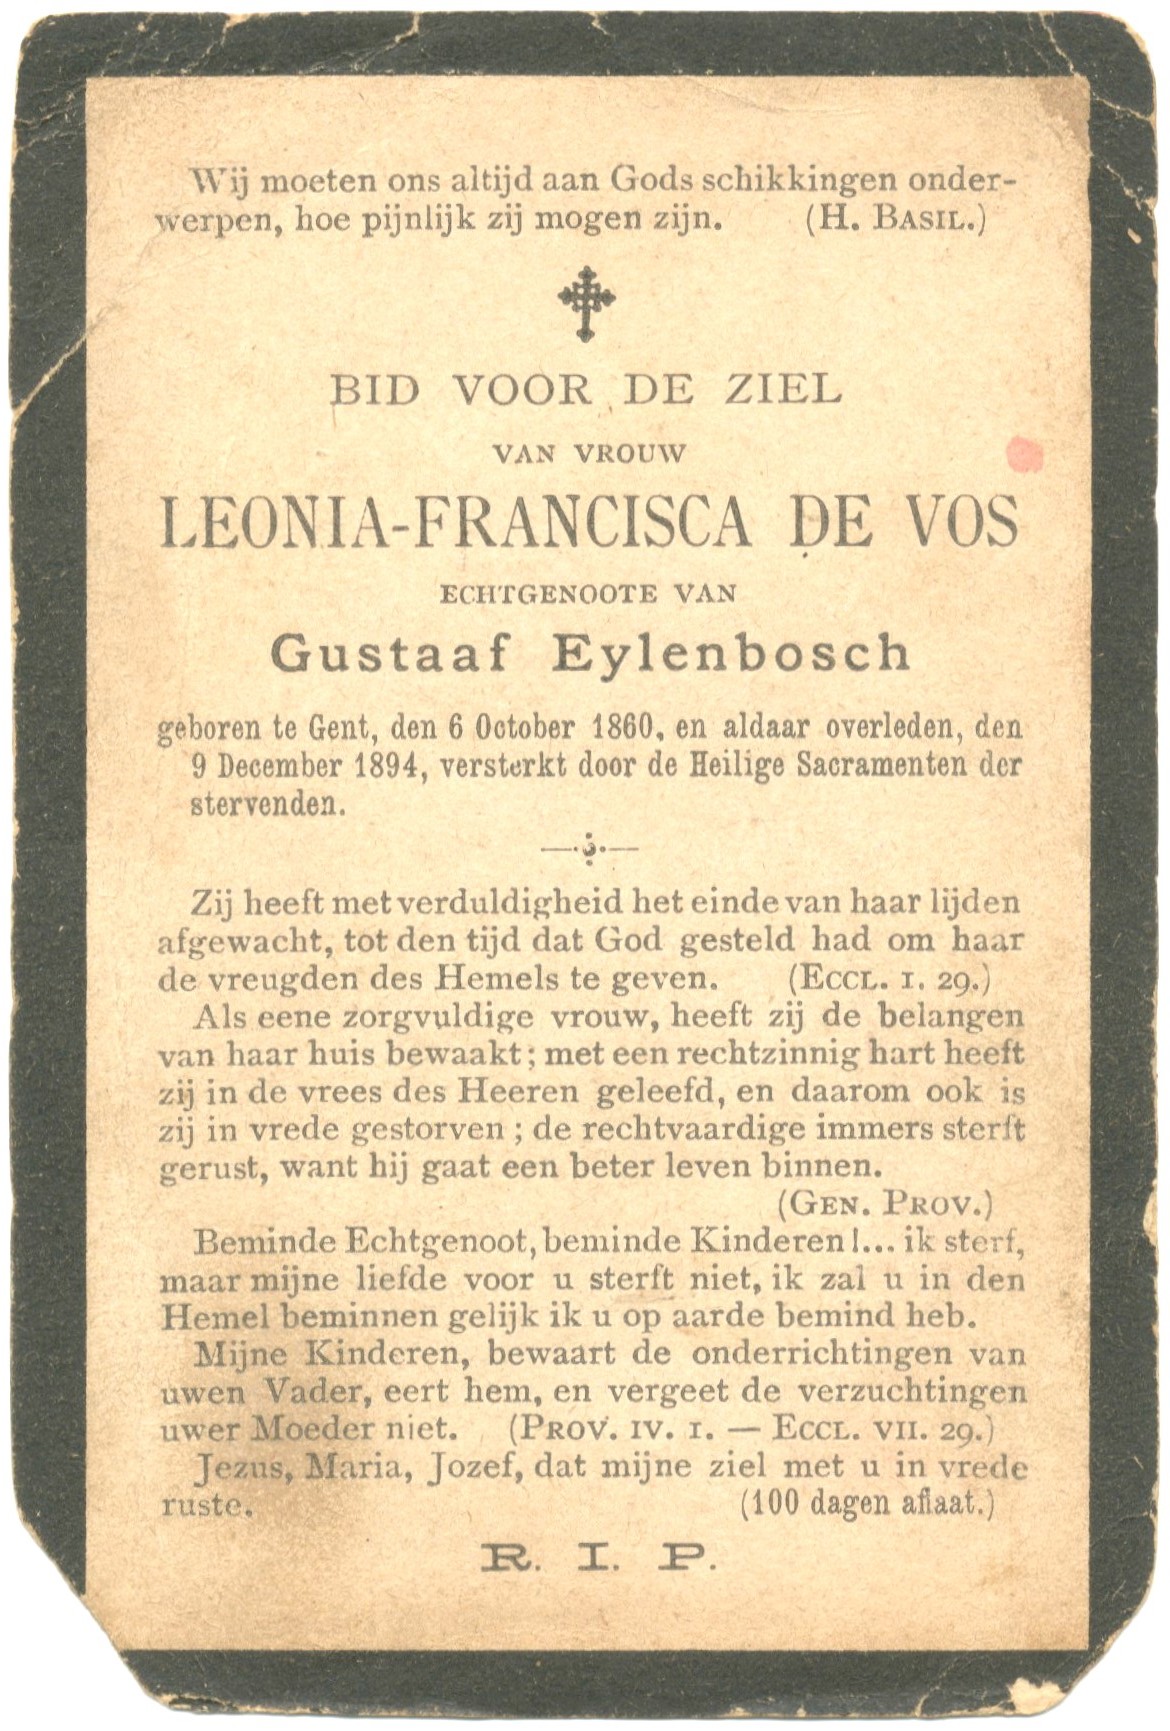 Wij moeten ons altijd aan Gods schikkingen onder-
werpen, hoe pijnlijk zij mogen zijn. (H. BASIL.)
BID VOOR DE ZIEL
VAN VROUW
LEONIA-FRANCISCA DE VOS
ECHTGENOOTE VAN
Gustaaf Eylenbosch
geboren te Gent, den 6 October 1860, en aldaar overleden, den
9 December 1894, versterkt door de Heilige Sacramenten der
stervenden.
Zij heeft met verduldigheid het einde van haar lijden
afgewacht, tot den tijd dat God gesteld had om haar
de vreugden des Hemels te geven. (ECCL. I. 29.)
Als eene zorgvuldige vrouw, heeft zij de belangen
van haar huis bewaakt; met een rechtzinnig hart heeft
zij in de vrees des Heeren geleefd, en daarom ook is
zij in vrede gestorven; de rechtvaardige immers sterft
gerust, want hij gaat een beter leven binnen.
(GEN. PROV.)
Beminde Echtgenoot, beminde Kinderen!... ik sterf,
maar mijne liefde voor u sterft niet, ik zal u in den
Hemel beminnen gelijk ik u op aarde bemind heb.
Mijne Kinderen, bewaart de onderrichtingen van
uwen Vader, eert hem, en vergeet de verzuchtingen
uwer Moeder niet. (PROV. IV. I. — ECCL. VII. 29.)
Jezus, Maria, Jozef, dat mijne ziel met u in vrede
ruste. (100 dagen aflaat.)
R. I. P.